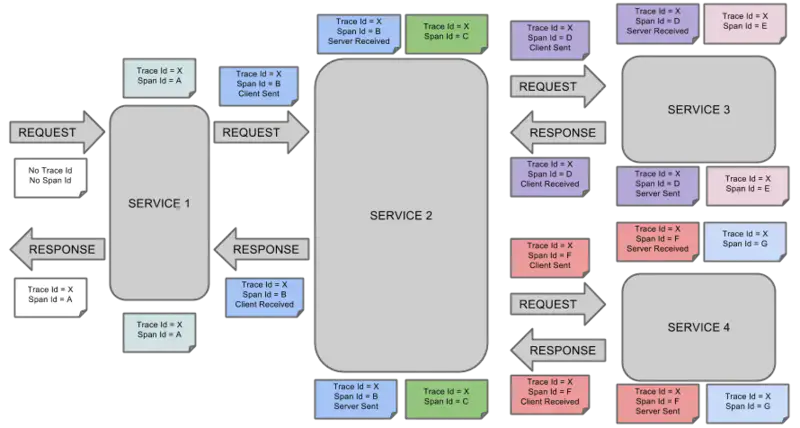 Trace Id = X
Span Id = B
Server Received
Trace Id = X
Span Id = C
Trace Id = X
Span Id = D
Client Sent
Trace Id = X
Span Id = D
Server Received
Trace Id = X
Span Id = E
Trace Id = X
Span Id = A
Trace Id = X
Span Id = B
Client Sent
REQUEST
REQUEST
REQUEST
SERVICE 3
RESPONSE
No Trace Id
No Span Id
Trace Id = X
Span Id = D
Client Received
Trace Id = X
Span Id = D
Server Sent
Trace Id = X
Span Id = E
SERVICE 1
SERVICE 2
RESPONSE
RESPONSE
Trace Id = X
Span Id = F
Client Sent
Trace Id = X
Span Id = F
Server Received
Trace Id = X
Span Id = G
Trace Id = X
Span Id = A
Trace Id = X
Span Id = B
Client Received
REQUEST
SERVICE 4
RESPONSE
Trace Id = X
Span Id = A
Trace Id = X
Span Id = B
Server Sent
Trace Id = X
Span Id = C
Trace Id = X
Span Id = F
Client Received
Trace Id = X
Span Id = F
Server Sent
Trace Id = X
Span Id = G